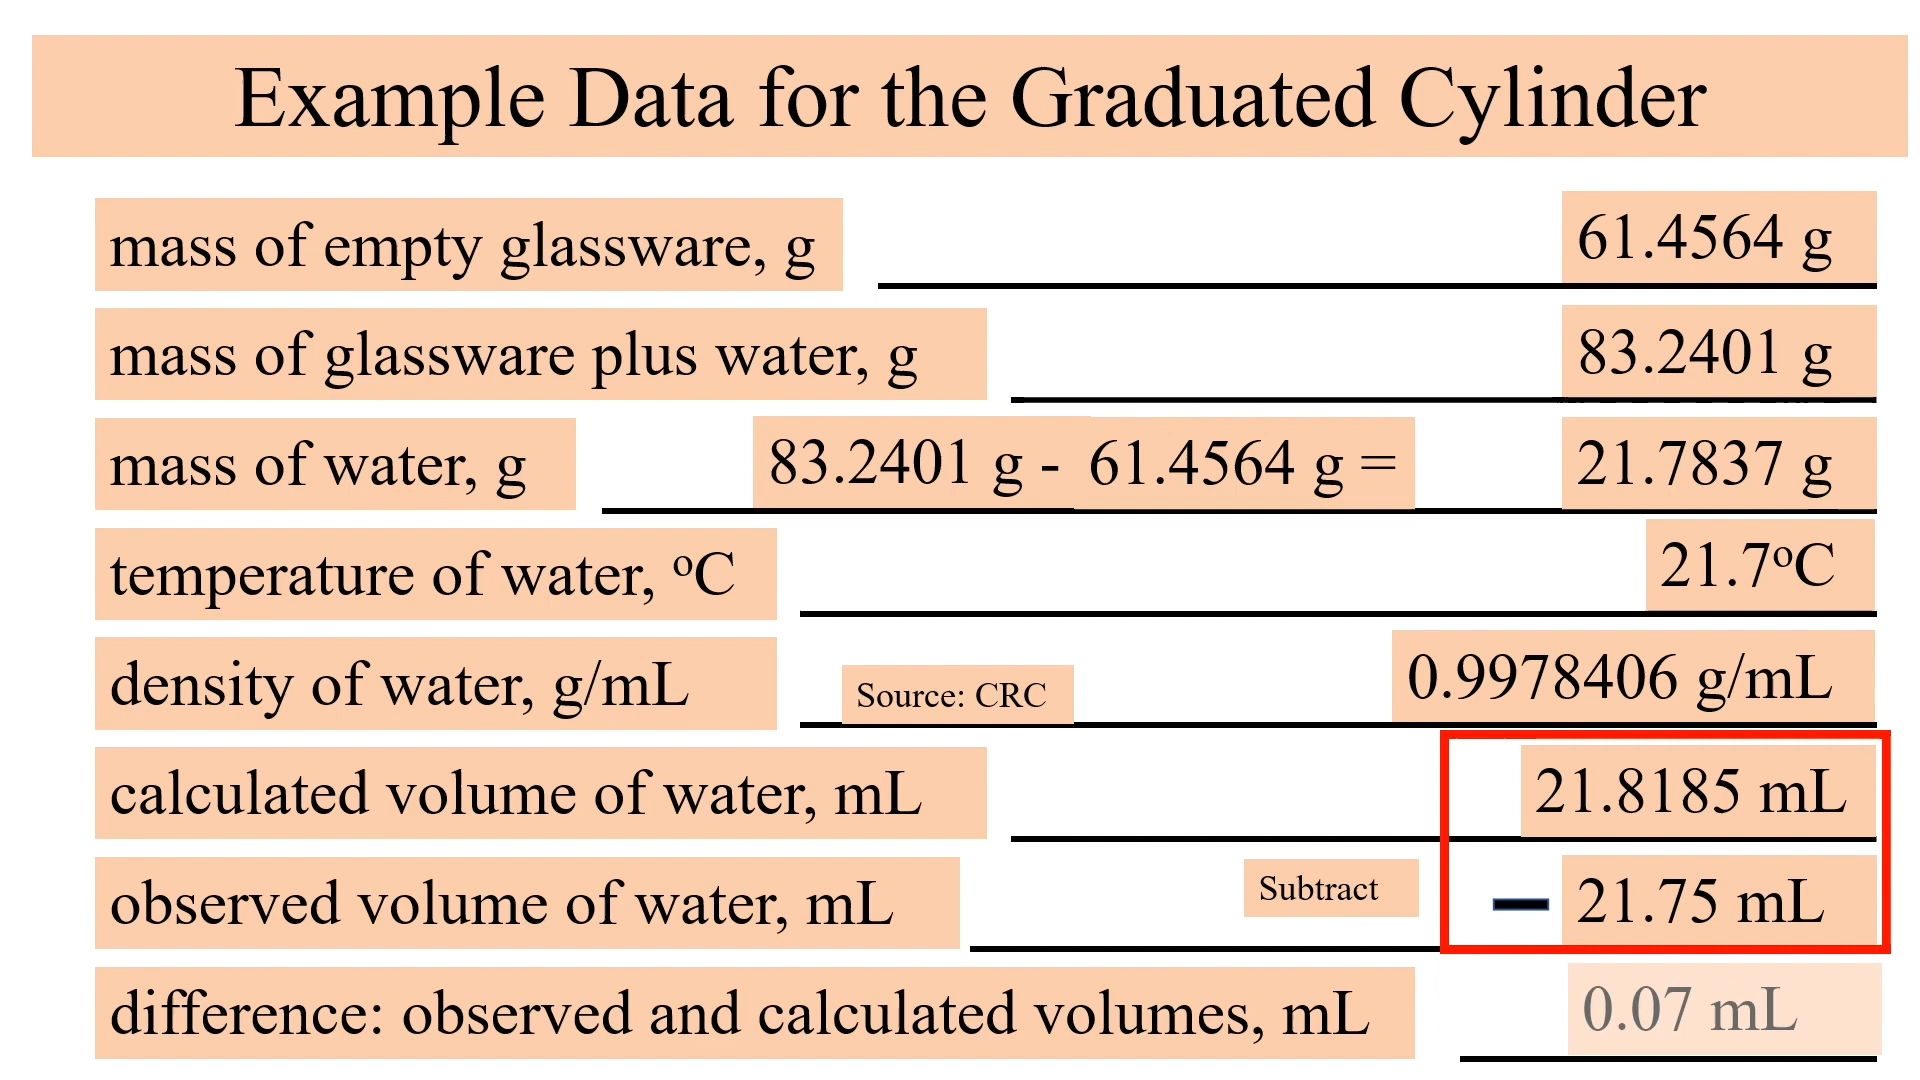 Example Data for the Graduated Cylinder
mass of empty glassware, g 61.4564 g
mass of glassware plus water, g 83.2401 g
mass of water, g 83.2401 g - 61.4564 g = 21.7837 g
temperature of water, ºC 21.7ºC
density of water, g/mL Source: CRC 0.9978406 g/mL
calculated volume of water, mL 21.8185 mL
observed volume of water, mL Subtract – 21.75 mL
difference: observed and calculated volumes, mL 0.07 mL